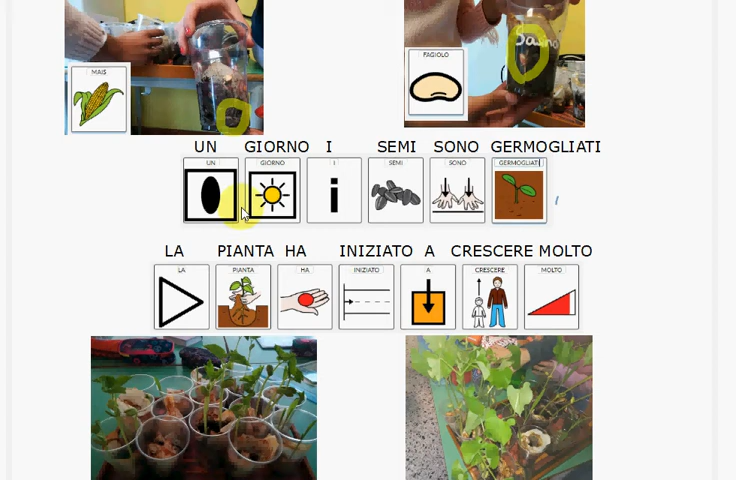 MAIS
FAGIOLO
UN GIORNO I SEMI SONO GERMOGLIATI
UN GIORNO I SEMI SONO GERMOGLIATI
i
LA PIANTA HA INIZIATO A CRESCERE MOLTO
LA PIANTA HA INIZIATO A CRESCERE MOLTO